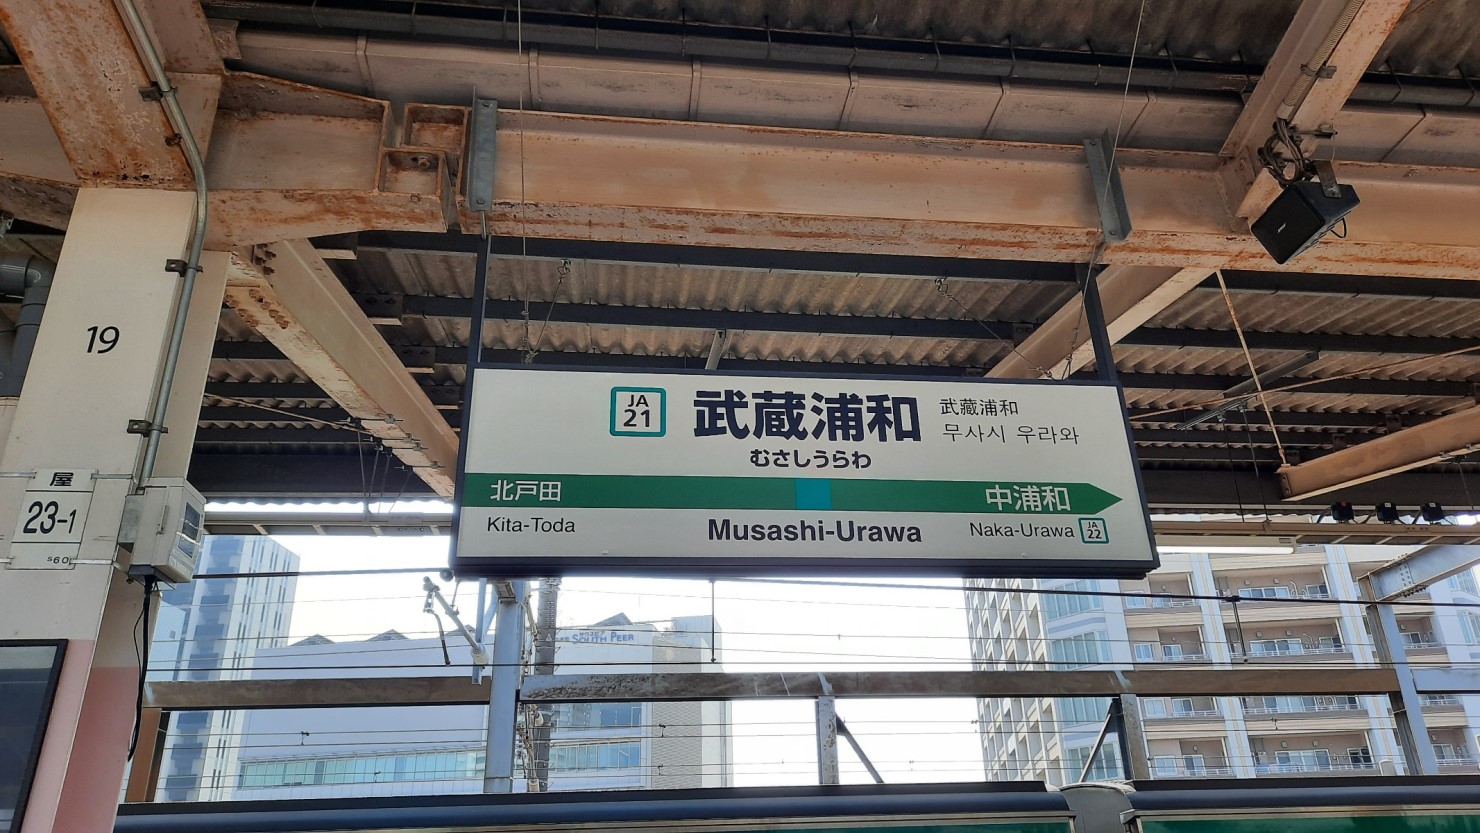 19
屋
23-1
S60
JA
21
武蔵浦和
むさしうらわ
武藏浦和
무사시 우라와
北戸田
中浦和
Kita-Toda
Musashi-Urawa
Naka-Urawa
JA
22
SOUTH PEER